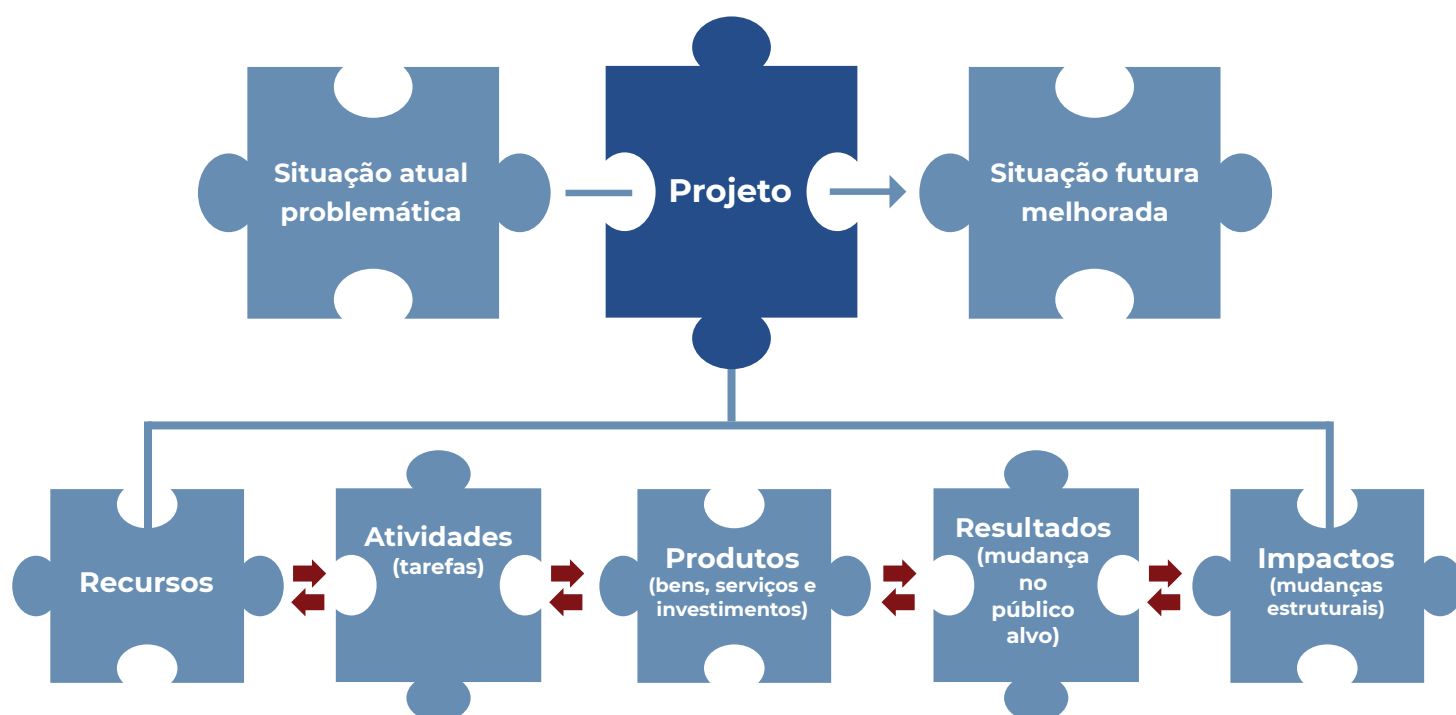 Situação atual
problemática
Projeto
Situação futura
melhorada
Recursos
Atividades
(tarefas)
Produtos
(bens, serviços e
investimentos)
Resultados
(mudança
no
público
alvo)
Impactos
(mudanças
estruturais)